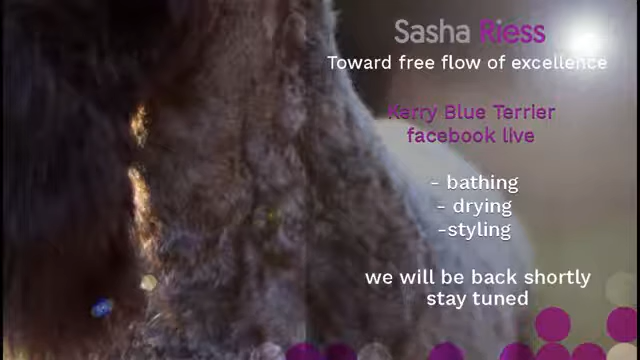 Sasha Riess
Toward free flow of excellence
Kerry Blue Terrier
facebook live
- bathing
- drying
-styling
we will be back shortly
stay tuned